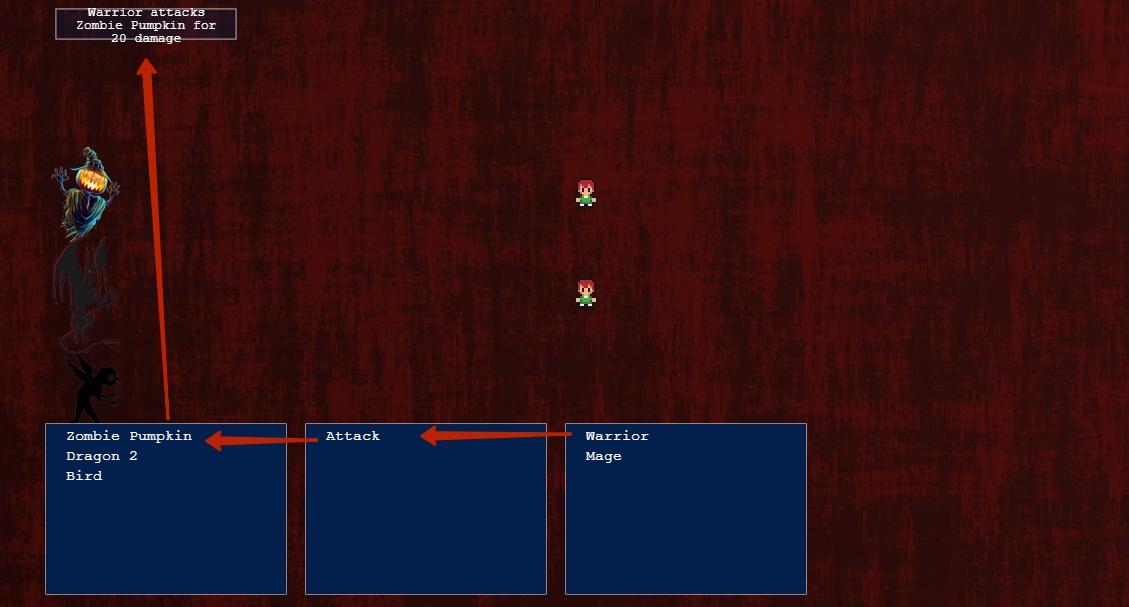 Warrior attacks
Zombie Pumpkin for
20 damage
Zombie Pumpkin
Dragon 2
Bird
Attack
Warrior
Mage